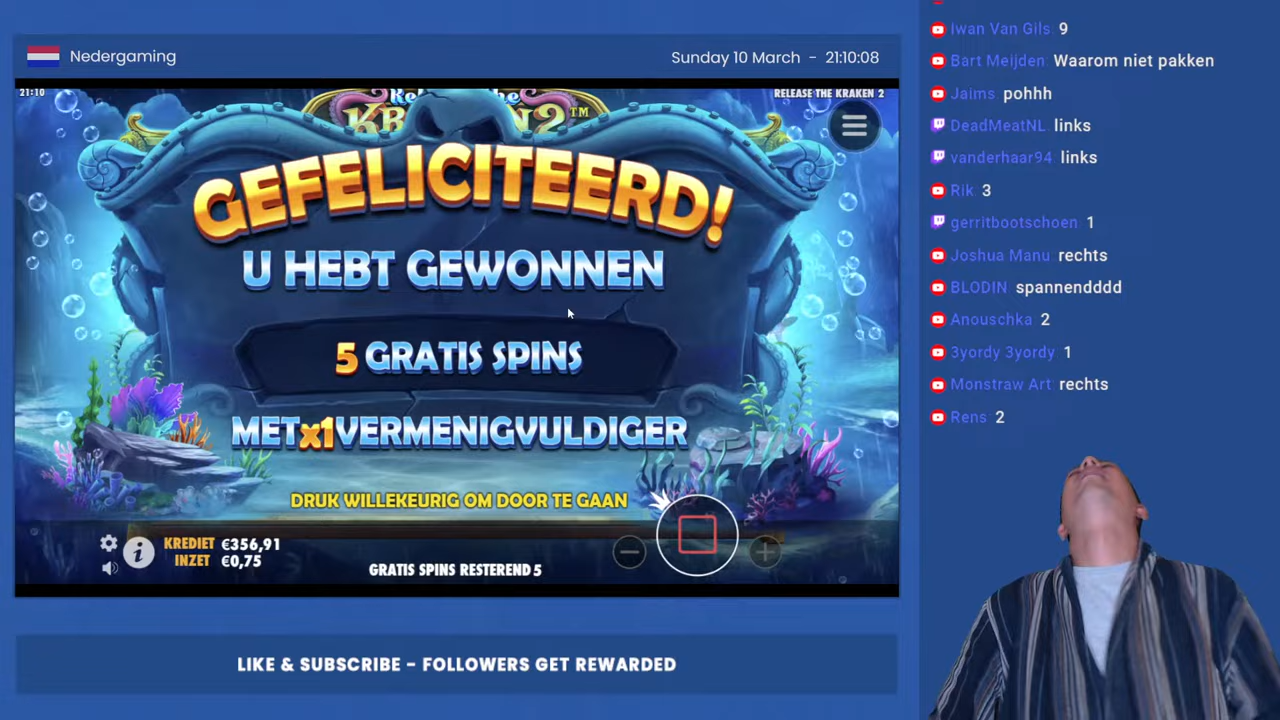 Nedergaming
Sunday 10 March - 21:10:08
21:10
RELEASE THE KRAKEN 2
GEFELICITEERD!
U HEBT GEWONNEN
5 GRATIS SPINS
MET x1 VERMENIGVULDIGER
DRUK WILLEKEURIG OM DOOR TE GAAN
KREDIET €356,91
INZET €0,75
GRATIS SPINS RESTEREND 5
LIKE & SUBSCRIBE - FOLLOWERS GET REWARDED
Iwan Van Gils 9
Bart Meijden Waarom niet pakken
Jaims pohhh
DeadMeatNL links
vanderhaar94 links
Rik 3
gerritbootschoen 1
Joshua Manu rechts
BLODIN spannendddd
Anouschka 2
3yordy 3yordy 1
Monstraw Art rechts
Rens 2